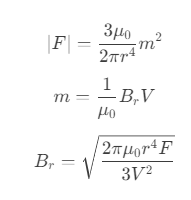 |F| = \frac{3\mu_0}{2\pi r^4} m^2
m = \frac{1}{\mu_0} B_r V
B_r = \sqrt{\frac{2\pi\mu_0 r^4 F}{3V^2}}